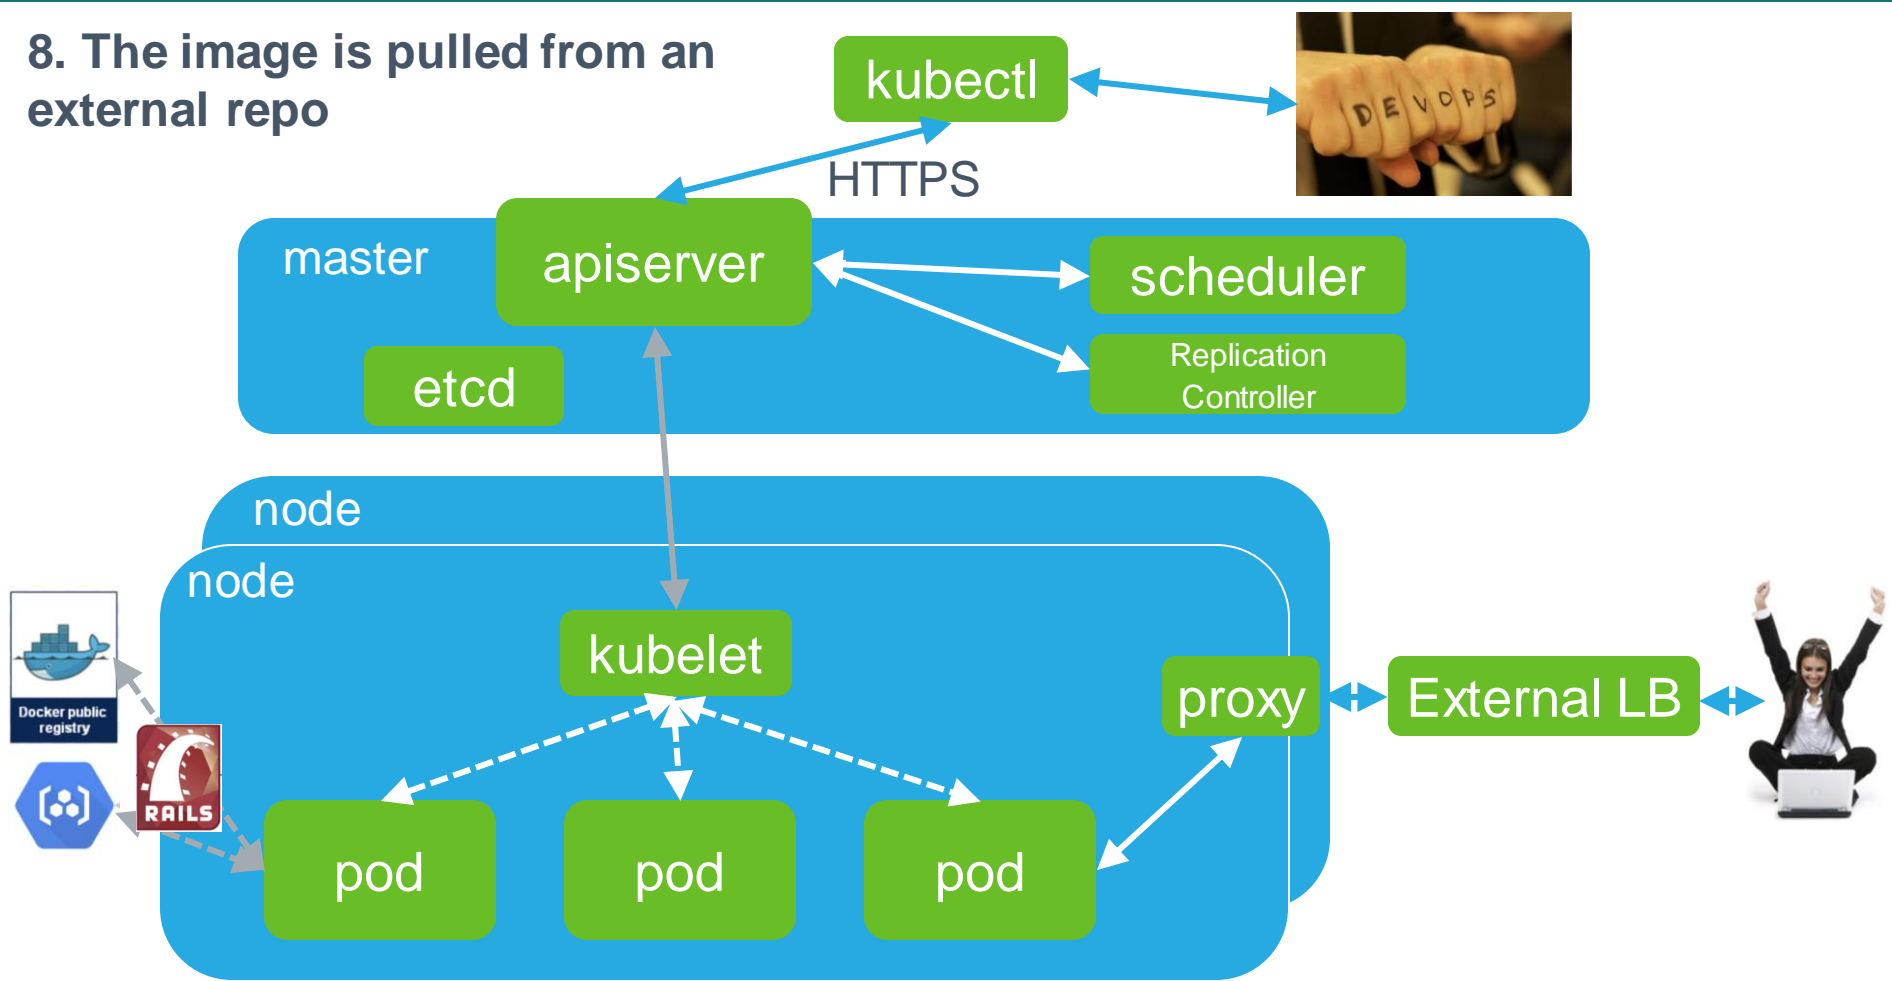 8. The image is pulled from an
external repo
kubectl
DEVOPS
HTTPS
master
apiserver
scheduler
Replication
Controller
etcd
node
node
kubelet
Docker public
registry
RAILS
proxy
External LB
pod
pod
pod